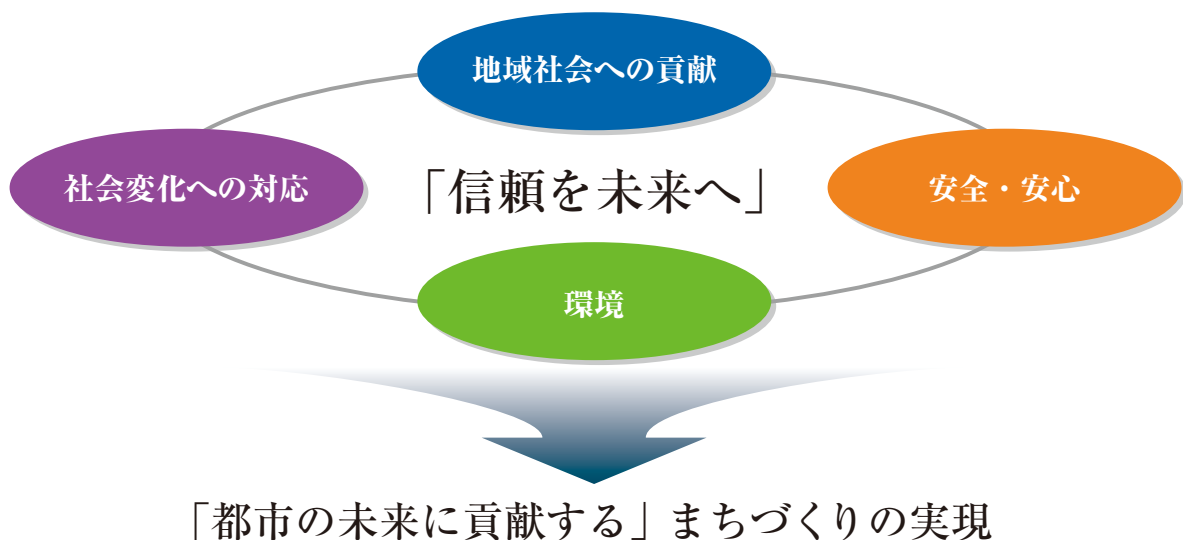 地域社会への貢献
社会変化への対応
「信頼を未来へ」
安全・安心
環境
「都市の未来に貢献する」まちづくりの実現